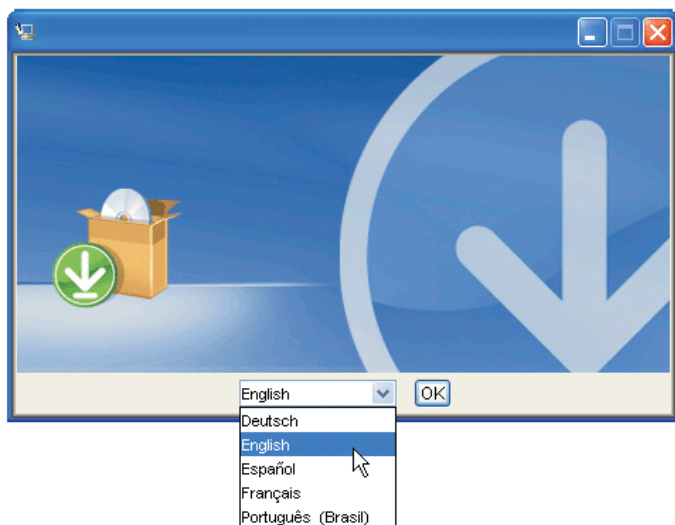 English
OK
Deutsch
English
Español
Français
Português (Brasil)